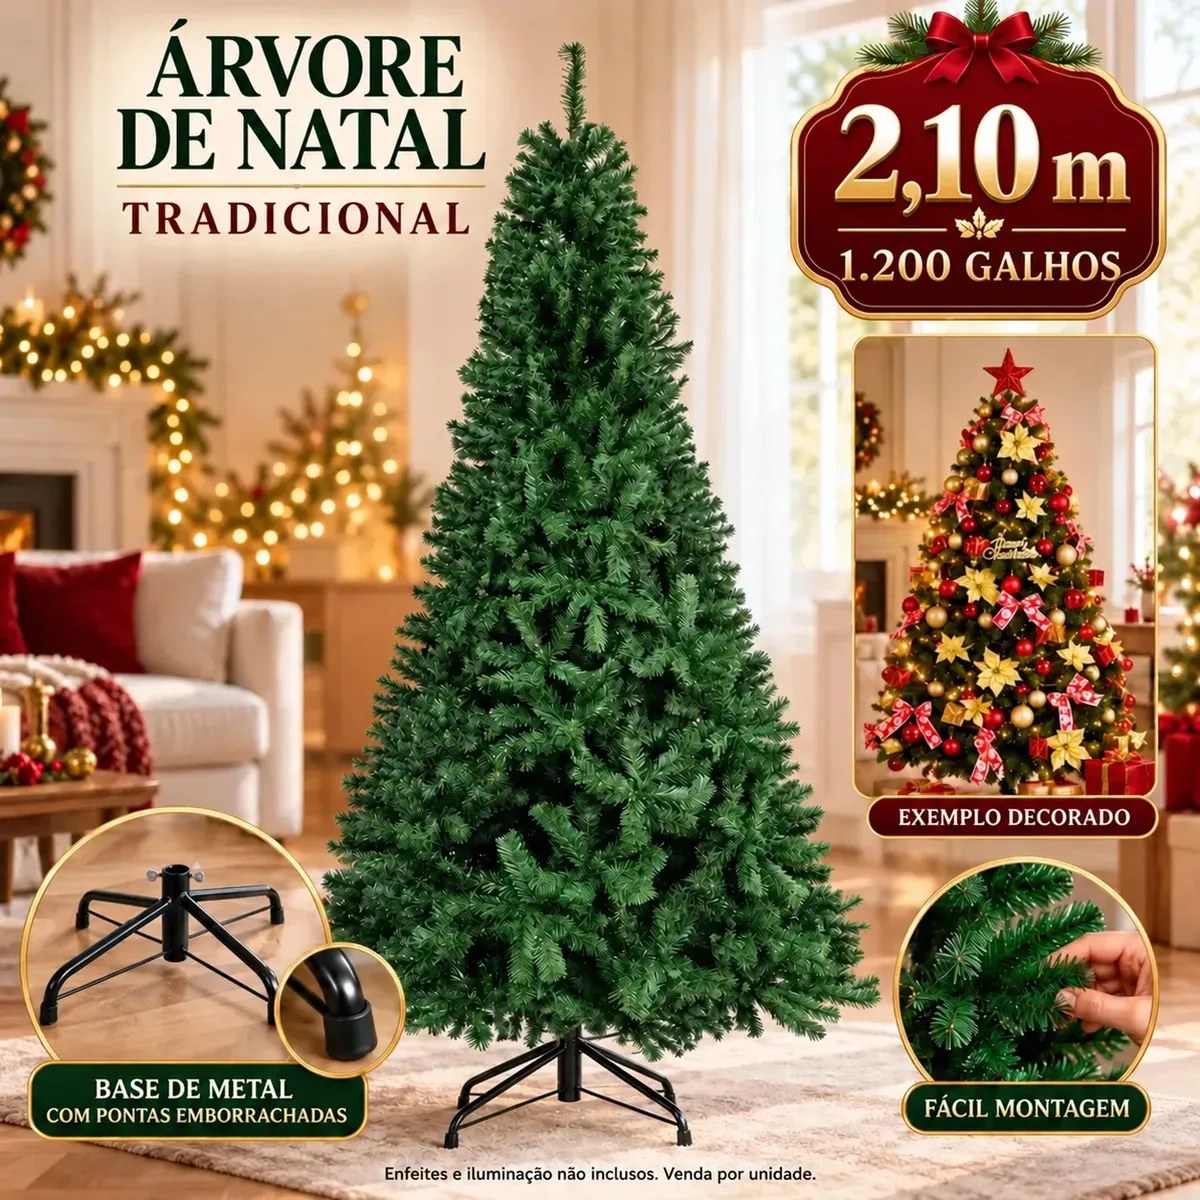 ÁRVORE
DE NATAL
TRADICIONAL
2,10 m
1.200 GALHOS
EXEMPLO DECORADO
BASE DE METAL
COM PONTAS EMBORRACHADAS
FÁCIL MONTAGEM
Enfeites e iluminação não inclusos. Venda por unidade.